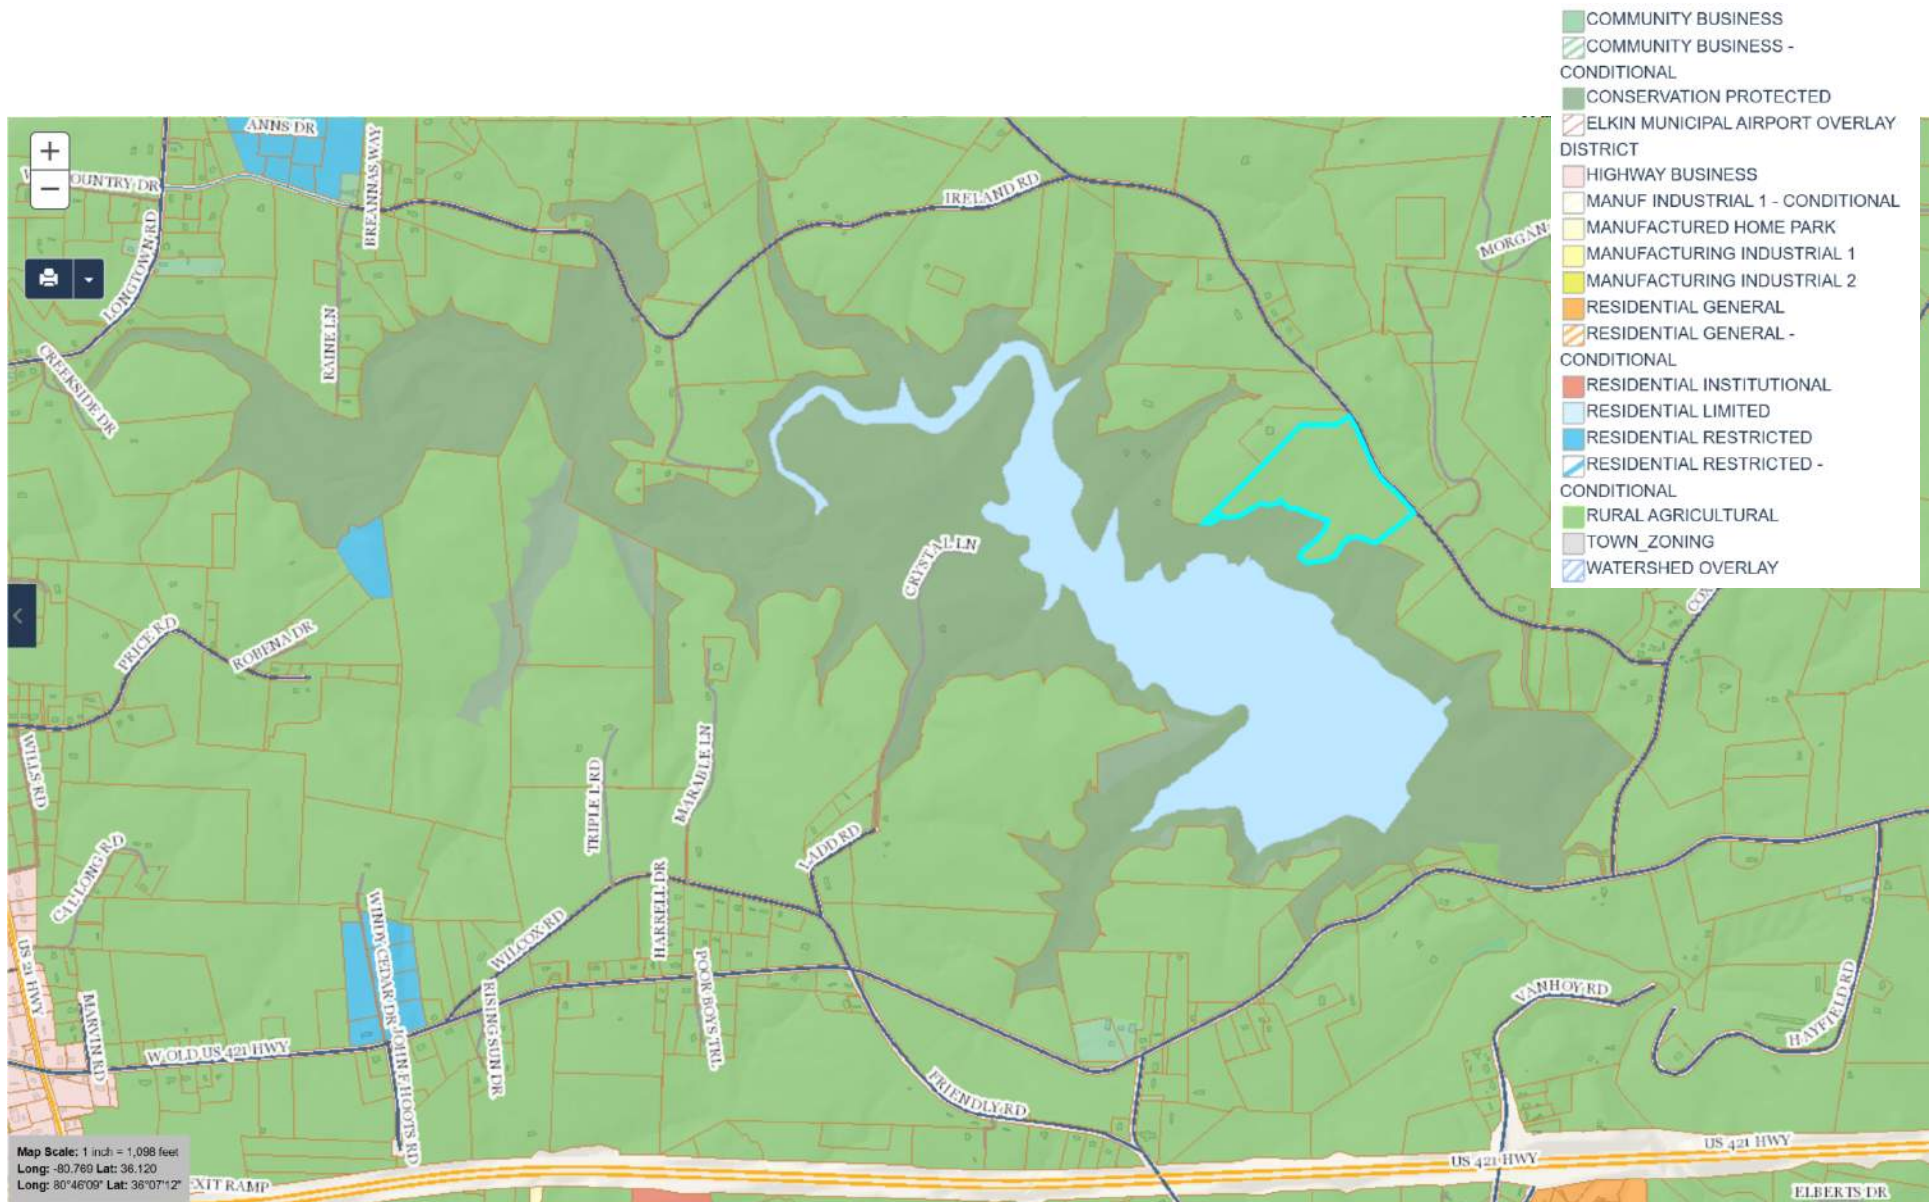 COMMUNITY BUSINESS
COMMUNITY BUSINESS -
CONDITIONAL
CONSERVATION PROTECTED
ELKIN MUNICIPAL AIRPORT OVERLAY
DISTRICT
HIGHWAY BUSINESS
MANUF INDUSTRIAL 1 - CONDITIONAL
MANUFACTURED HOME PARK
MANUFACTURING INDUSTRIAL 1
MANUFACTURING INDUSTRIAL 2
RESIDENTIAL GENERAL
RESIDENTIAL GENERAL -
CONDITIONAL
RESIDENTIAL INSTITUTIONAL
RESIDENTIAL LIMITED
RESIDENTIAL RESTRICTED
RESIDENTIAL RESTRICTED -
CONDITIONAL
RURAL AGRICULTURAL
TOWN_ZONING
WATERSHED OVERLAY
+
−
ANNS DR
BREANNAS WAY
OUNTRY DR
LONGTOWN RD
IRELAND RD
MORGAN
RAINE LN
CREEKSIDE DR
CRYSTAL LN
COX
PRICE RD
ROBENA DR
WILLS RD
MARABLE LN
TRIPLE L RD
CAULONG RD
LADD RD
HARRELL DR
WINDY CEDAR DR
WILCOX RD
POOR BOYS TRL
RISING SUN DR
US 21 HWY
MARVIN RD
W OLD US 421 HWY
JOHN E HOOTS RD
VANHOY RD
HAYFIELD RD
FRIENDLY RD
US 421 HWY
US 421 HWY
EXIT RAMP
ELBERTS DR
Map Scale: 1 inch = 1,098 feet
Long: -80.769 Lat: 36.120
Long: 80°46'09" Lat: 36°07'12"